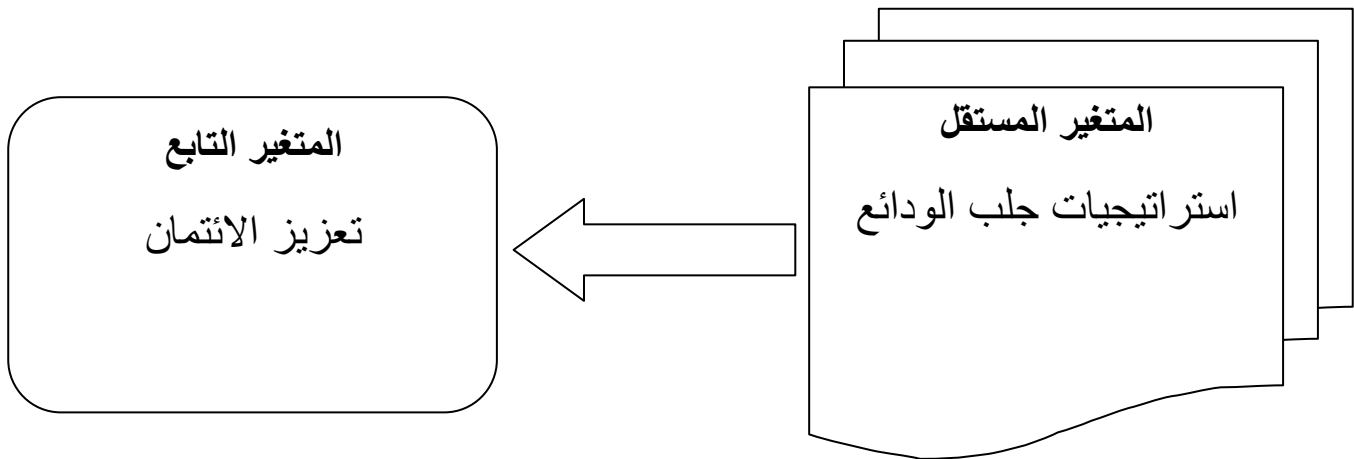 المتغير المستقل
استراتيجيات جلب الودائع
المتغير التابع
تعزيز الائتمان